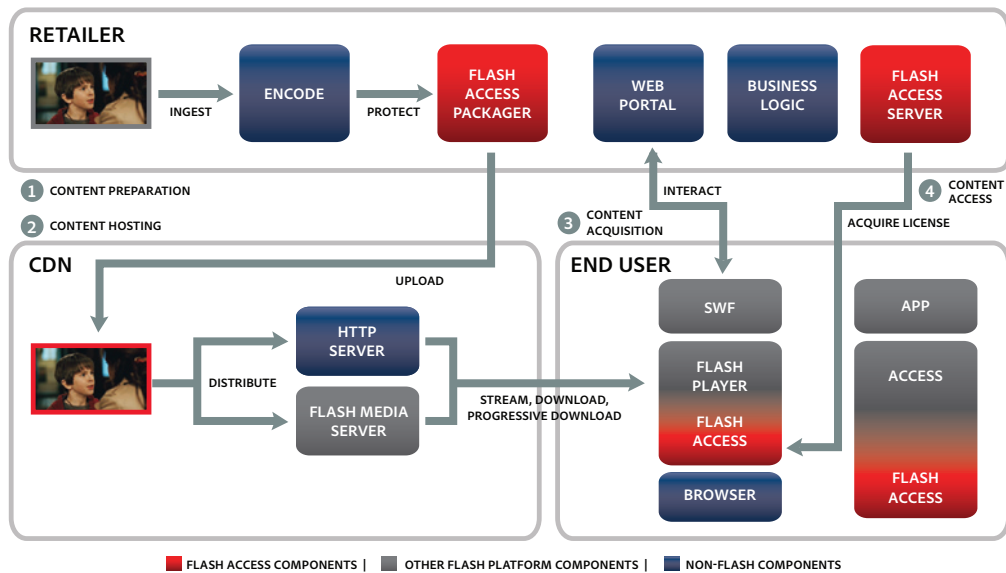 RETAILER
INGEST
ENCODE
PROTECT
FLASH
ACCESS
PACKAGER
WEB
PORTAL
BUSINESS
LOGIC
FLASH
ACCESS
SERVER
1 CONTENT PREPARATION
2 CONTENT HOSTING
INTERACT
3 CONTENT
ACQUISITION
4 CONTENT
ACCESS
ACQUIRE LICENSE
CDN
UPLOAD
DISTRIBUTE
HTTP
SERVER
FLASH MEDIA
SERVER
STREAM, DOWNLOAD,
PROGRESSIVE DOWNLOAD
END USER
SWF
FLASH
PLAYER
FLASH
ACCESS
BROWSER
APP
ACCESS
FLASH
ACCESS
FLASH ACCESS COMPONENTS | OTHER FLASH PLATFORM COMPONENTS | NON-FLASH COMPONENTS